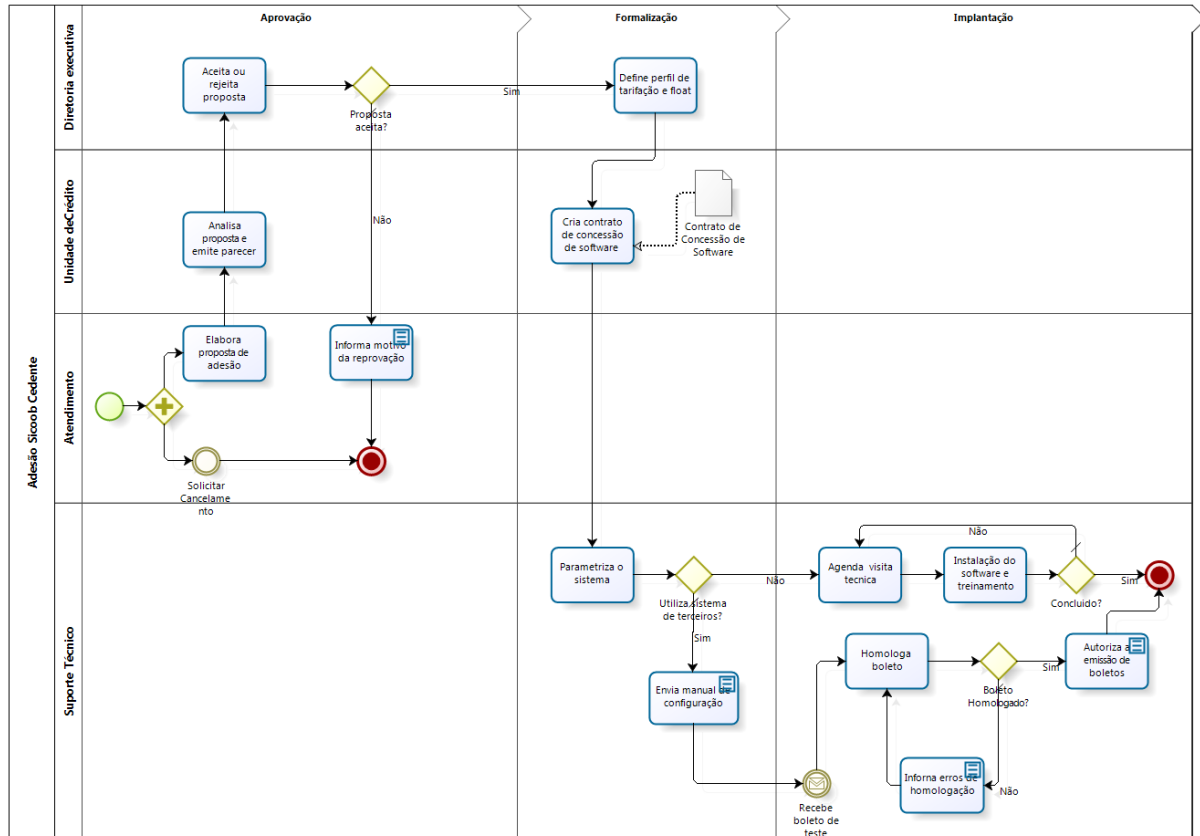 Aprovação
Formalização
Implantação
Adesão Sicoob Cedente
Diretoria executiva
Aceita ou
rejeita
proposta
Proposta
aceita?
Sim
Define perfil de
tarifação e float
Unidade deCrédito
Analisa
proposta e
emite parecer
Não
Cria contrato
de concessão
de software
Contrato de
Concessão de
Software
Atendimento
Elabora
proposta de
adesão
Informa motivo
da reprovação
Solicitar
Cancelame
nto
Suporte Técnico
Parametriza o
sistema
Utiliza sistema
de terceiros?
Não
Sim
Agenda visita
tecnica
Instalação do
software e
treinamento
Não
Concluido?
Sim
Envia manual de
configuração
Homologa
boleto
Boleto
Homologado?
Sim
Autoriza a
emissão de
boletos
Recebe
boleto de
teste
Inforna erros de
homologação
Não